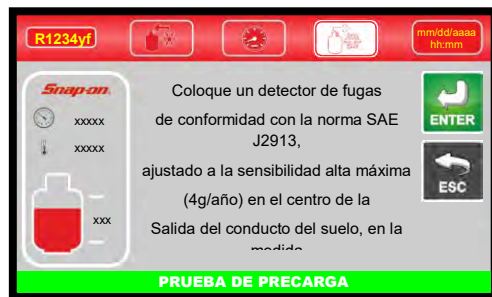 R1234yf
mm/dd/aaaa
hh:mm
Snap-on
xxxxx
xxxxx
xxx
Coloque un detector de fugas
de conformidad con la norma SAE
J2913,
ajustado a la sensibilidad alta máxima
(4g/año) en el centro de la
Salida del conducto del suelo, en la
ENTER
ESC
PRUEBA DE PRECARGA